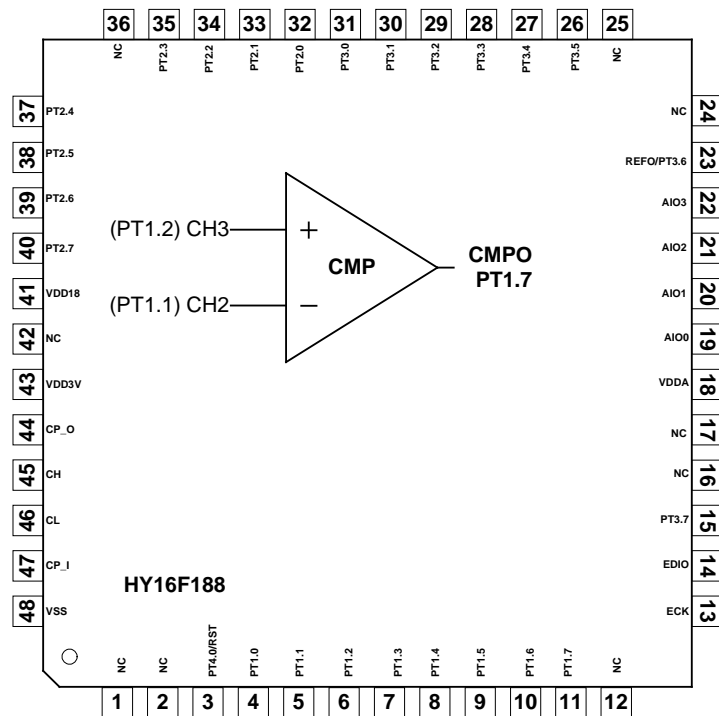 36 35 34 33 32 31 30 29 28 27 26 25
NC PT2.3 PT2.2 PT2.1 PT2.0 PT3.0 PT3.1 PT3.2 PT3.3 PT3.4 PT3.5 NC
37 PT2.4
NC 24
38 PT2.5
REFO/PT3.6 23
39 PT2.6
AIO3 22
(PT1.2) CH3 +
40 PT2.7
CMP
CMPO
PT1.7
AIO2 21
41 VDD18
(PT1.1) CH2 −
AIO1 20
42 NC
AIO0 19
43 VDD3V
VDDA 18
44 CP_O
NC 17
45 CH
NC 16
46 CL
PT3.7 15
47 CP_I
EDIO 14
HY16F188
48 VSS
ECK 13
NC NC PT4.0/RST PT1.0 PT1.1 PT1.2 PT1.3 PT1.4 PT1.5 PT1.6 PT1.7 NC
1 2 3 4 5 6 7 8 9 10 11 12